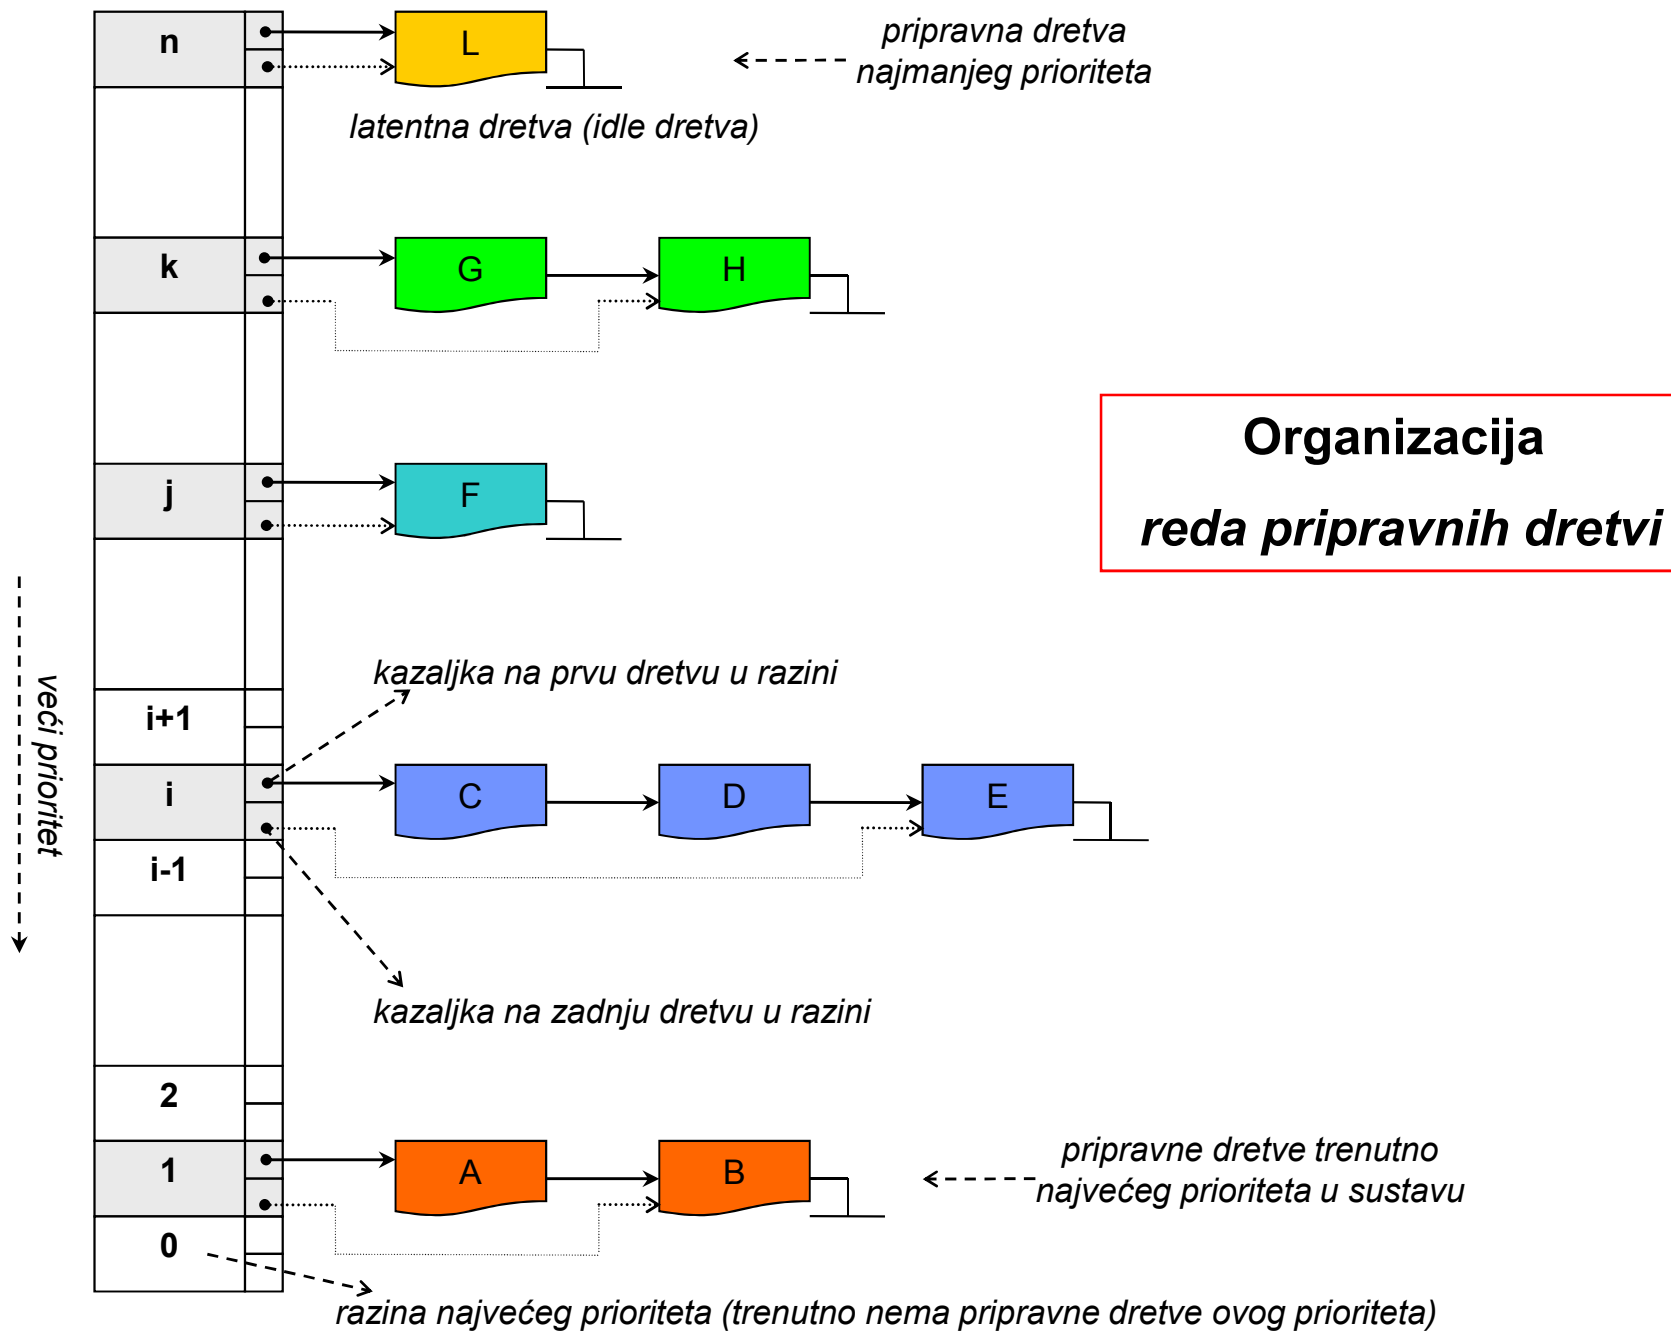 n
L
pripravna dretva
najmanjeg prioriteta
latentna dretva (idle dretva)
k
G
H
Organizacija
reda pripravnih dretvi
j
F
veći prioritet
kazaljka na prvu dretvu u razini
i+1
i
C
D
E
i-1
kazaljka na zadnju dretvu u razini
2
1
A
B
pripravne dretve trenutno
najvećeg prioriteta u sustavu
0
razina najvećeg prioriteta (trenutno nema pripravne dretve ovog prioriteta)